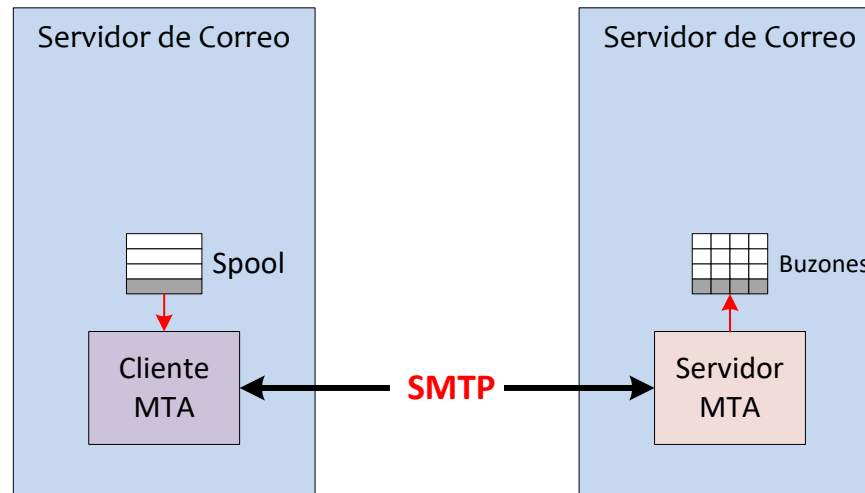 Servidor de Correo
Servidor de Correo
Spool
Buzones
Cliente
MTA
SMTP
Servidor
MTA